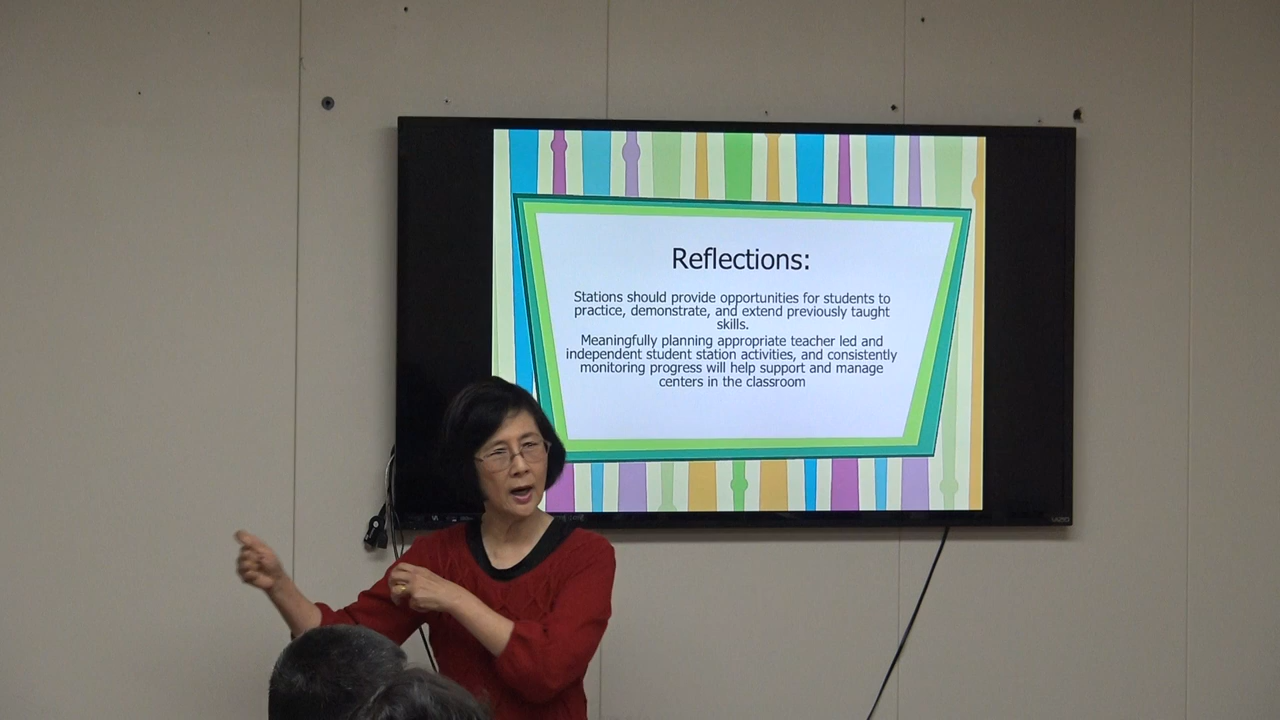 Reflections:
Stations should provide opportunities for students to
practice, demonstrate, and extend previously taught
skills.
Meaningfully planning appropriate teacher led and
independent student station activities, and consistently
monitoring progress will help support and manage
centers in the classroom
VIZIO